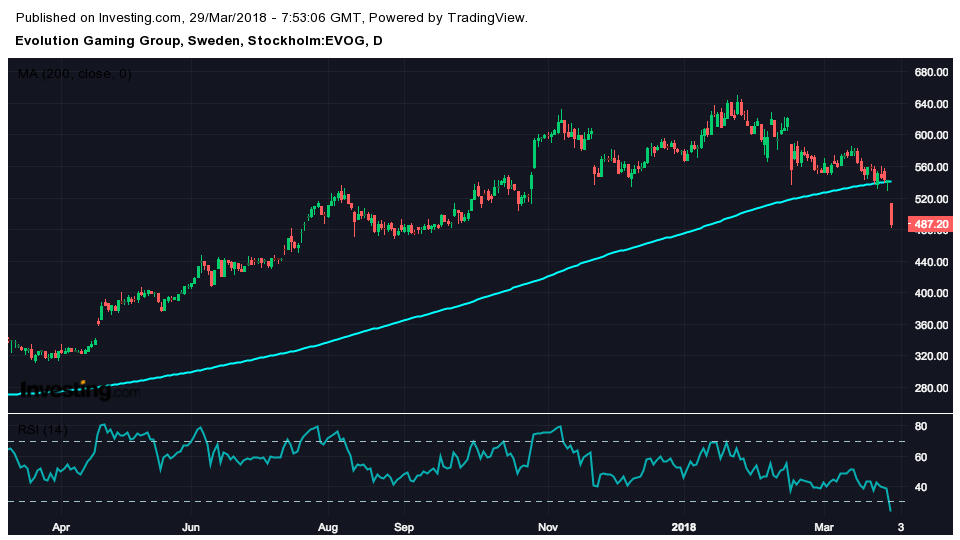 Published on Investing.com, 29/Mar/2018 - 7:53:06 GMT, Powered by TradingView.
Evolution Gaming Group, Sweden, Stockholm:EVOG, D
MA (200, close, 0)
680.00
640.00
600.00
560.00
520.00
487.20
480.00
440.00
400.00
360.00
320.00
280.00
Investing.com
RSI (14)
80
60
40
Apr Jun Aug Sep Nov 2018 Mar 3